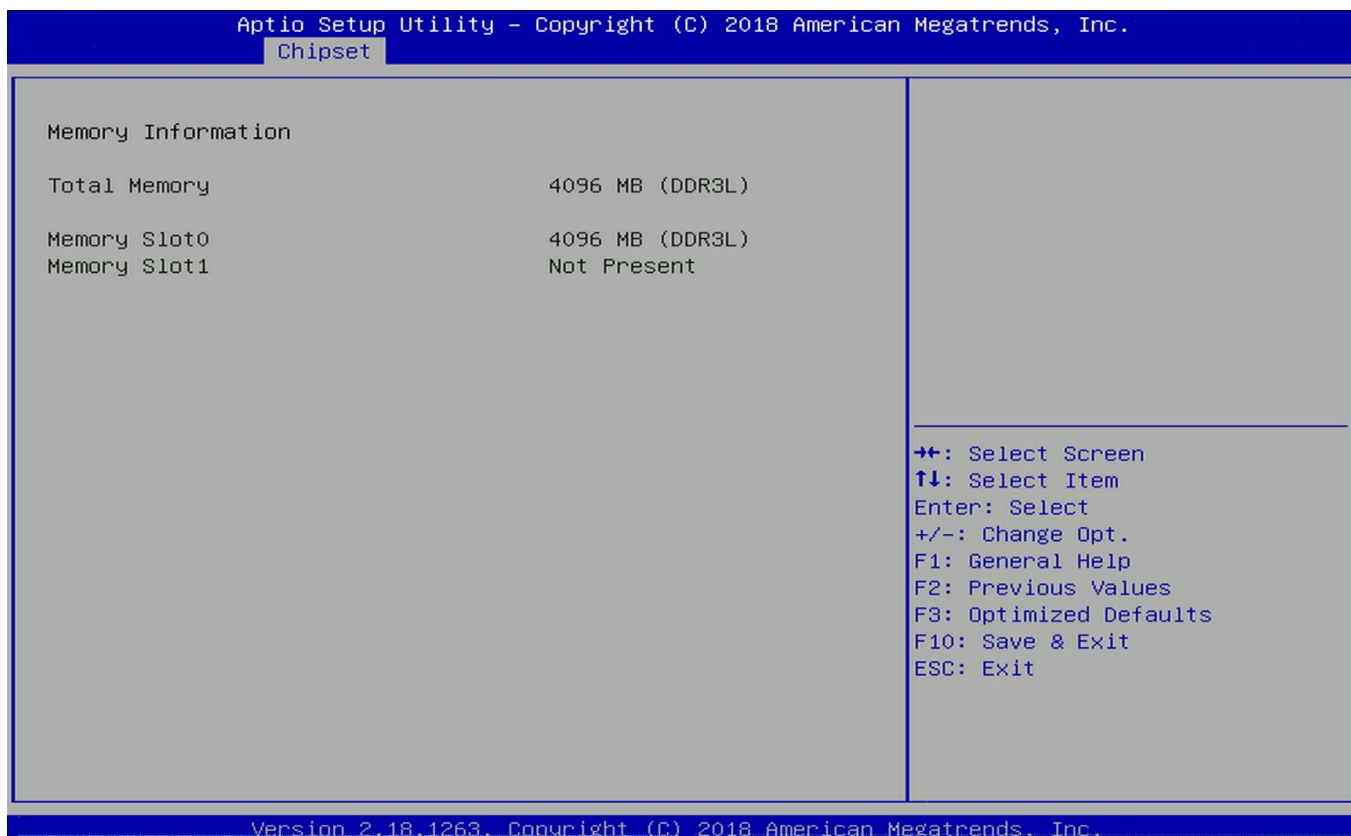 Aptio Setup Utility – Copyright (C) 2018 American Megatrends, Inc.
Chipset
Memory Information
Total Memory 4096 MB (DDR3L)
Memory Slot0 4096 MB (DDR3L)
Memory Slot1 Not Present
→←: Select Screen
↑↓: Select Item
Enter: Select
+/-: Change Opt.
F1: General Help
F2: Previous Values
F3: Optimized Defaults
F10: Save & Exit
ESC: Exit
Version 2.18.1263. Copyright (C) 2018 American Megatrends, Inc.